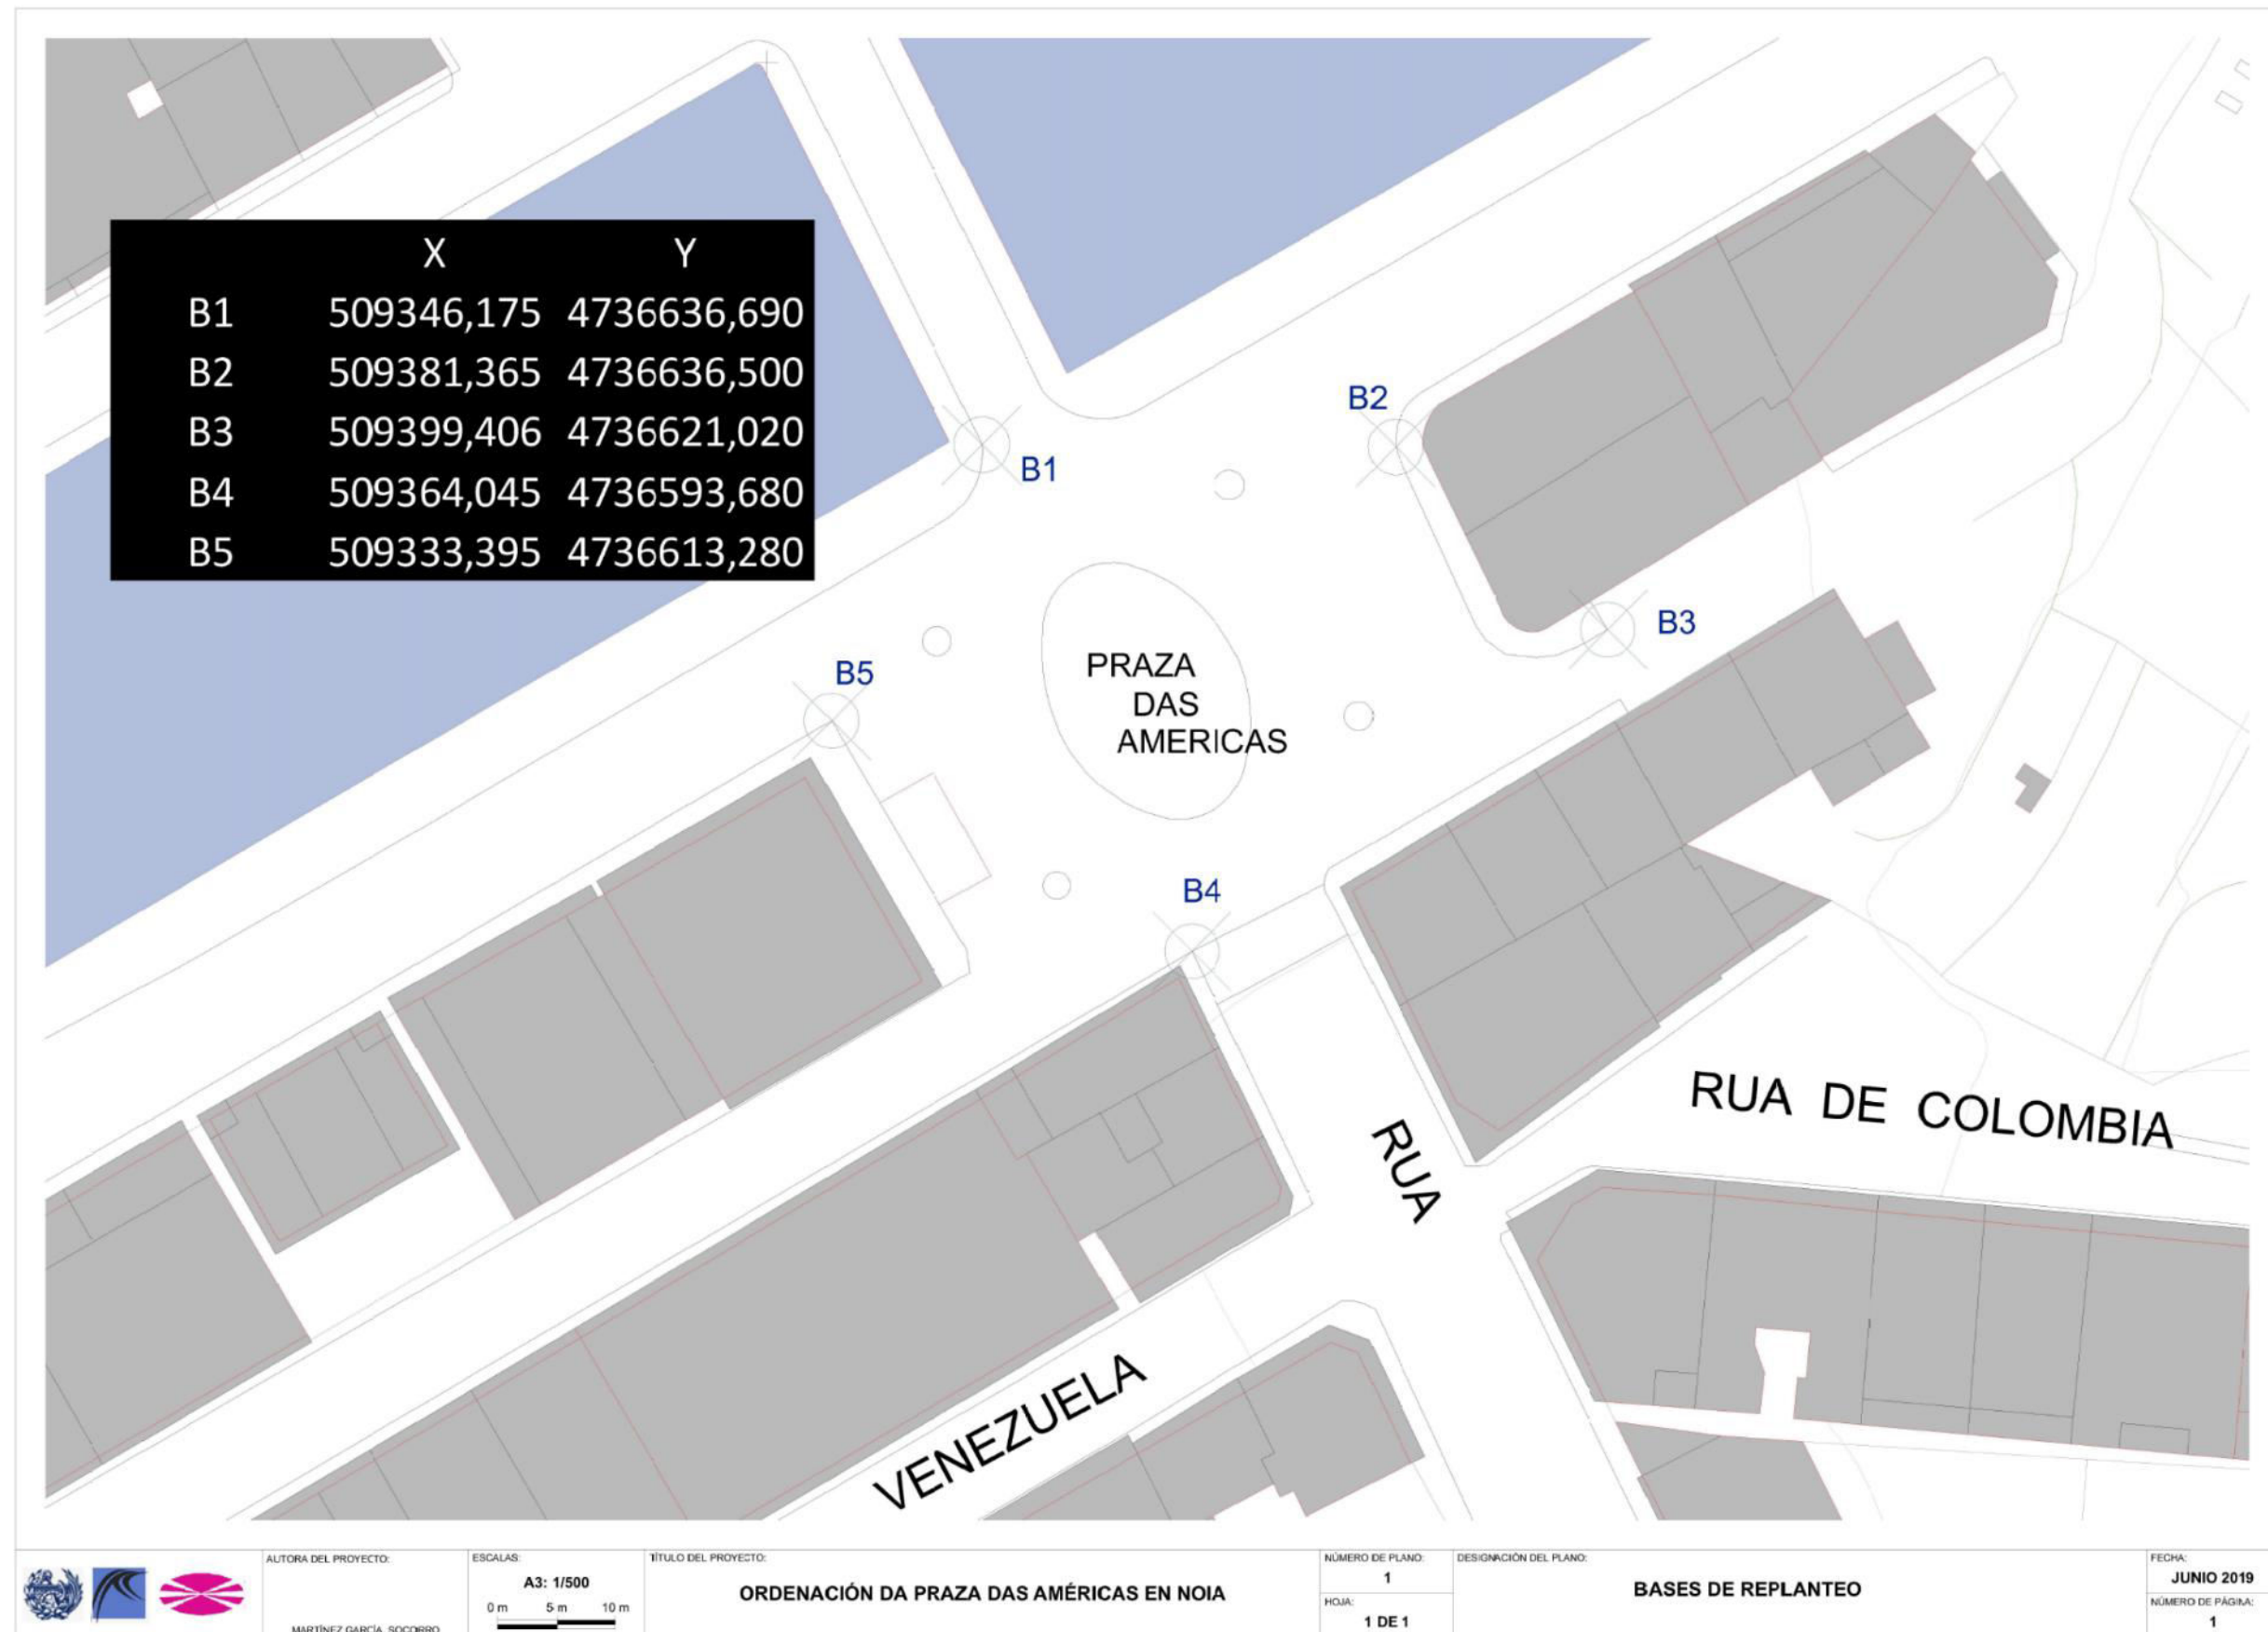 X Y
B1 509346,175 4736636,690
B2 509381,365 4736636,500
B3 509399,406 4736621,020
B4 509364,045 4736593,680
B5 509333,395 4736613,280
B2
B1
B3
B5
PRAZA
DAS
AMERICAS
B4
RUA DE COLOMBIA
RUA
VENEZUELA
AUTORA DEL PROYECTO:
MARTÍNEZ GARCÍA, SOCORRO
ESCALAS:
A3: 1/500
0 m 5 m 10 m
TÍTULO DEL PROYECTO:
ORDENACIÓN DA PRAZA DAS AMÉRICAS EN NOIA
NÚMERO DE PLANO:
1
HOJA:
1 DE 1
DESIGNACIÓN DEL PLANO:
BASES DE REPLANTEO
FECHA:
JUNIO 2019
NÚMERO DE PÁGINA:
1